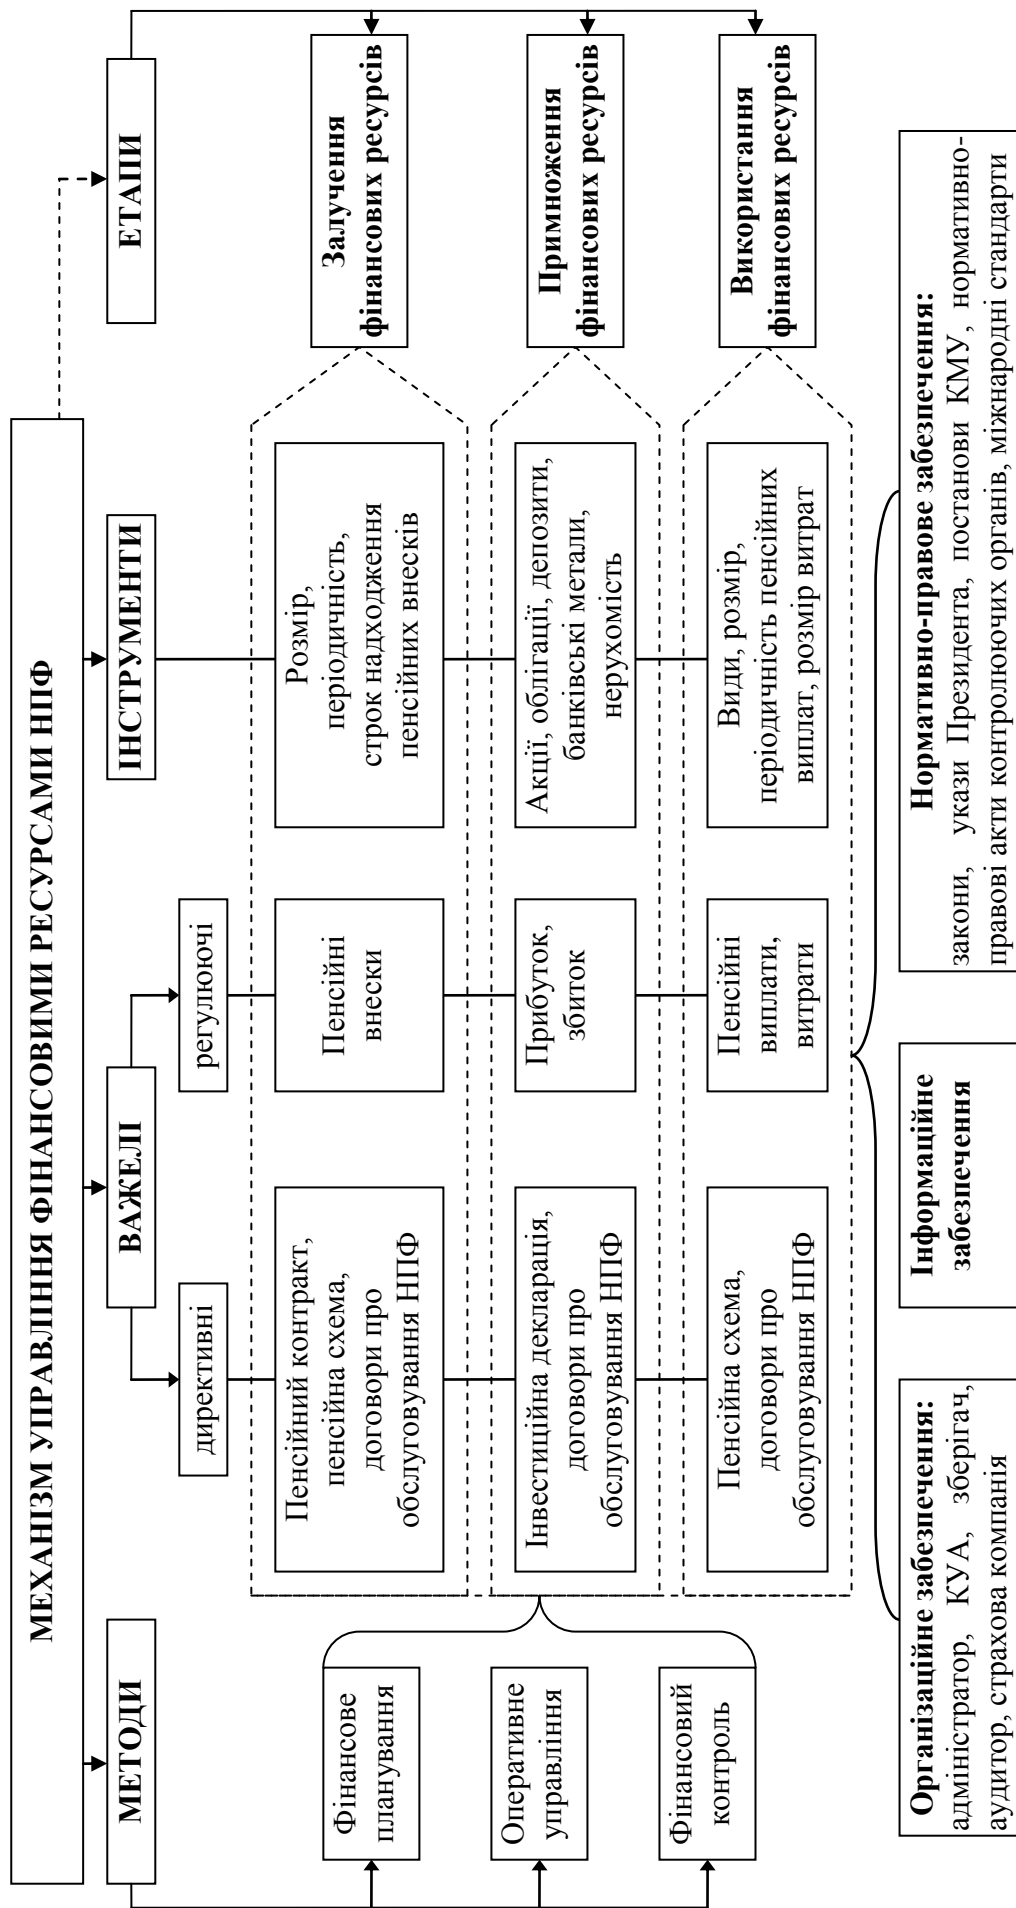 МЕХАНІЗМ УПРАВЛІННЯ ФІНАНСОВИМИ РЕСУРСАМИ НПФ
МЕТОДИ
ВАЖЕЛІ
ІНСТРУМЕНТИ
ЕТАПИ
директивні
регулюючі
Фінансове
планування
Пенсійний контракт,
пенсійна схема,
договори про
обслуговування НПФ
Пенсійні
внески
Розмір,
періодичність,
строк надходження
пенсійних внесків
Залучення
фінансових ресурсів
Оперативне
управління
Інвестиційна декларація,
договори про
обслуговування НПФ
Прибуток,
збиток
Акції, облігації, депозити,
банківські метали,
нерухомість
Примноження
фінансових ресурсів
Фінансовий
контроль
Пенсійна схема,
договори про
обслуговування НПФ
Пенсійні
виплати,
витрати
Види, розмір,
періодичність пенсійних
виплат, розмір витрат
Використання
фінансових ресурсів
Організаційне забезпечення:
адміністратор, КУА, зберігач,
аудитор, страхова компанія
Інформаційне
забезпечення
Нормативно-правове забезпечення:
закони, укази Президента, постанови КМУ, нормативно-
правові акти контролюючих органів, міжнародні стандарти